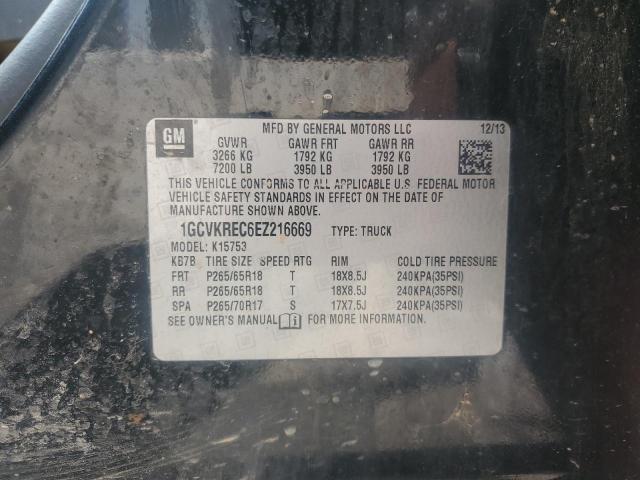 GM
MFD BY GENERAL MOTORS LLC 12/13
GVWR GAWR FRT GAWR RR
3266 KG 1792 KG 1792 KG
7200 LB 3950 LB 3950 LB
THIS VEHICLE CONFORMS TO ALL APPLICABLE U.S. FEDERAL MOTOR
VEHICLE SAFETY STANDARDS IN EFFECT ON THE DATE OF
MANUFACTURE SHOWN ABOVE.
1GCVKREC6EZ216669 TYPE: TRUCK
MODEL: K15753
KB7B TIRE SIZE SPEED RTG RIM COLD TIRE PRESSURE
FRT P265/65R18 T 18X8.5J 240KPA(35PSI)
RR P265/65R18 T 18X8.5J 240KPA(35PSI)
SPA P265/70R17 S 17X7.5J 240KPA(35PSI)
SEE OWNER'S MANUAL FOR MORE INFORMATION.